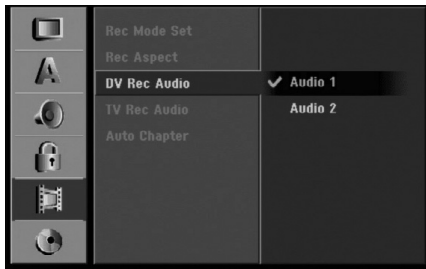 Rec Mode Set
Rec Aspect
DV Rec Audio
TV Rec Audio
Auto Chapter
Audio 1
Audio 2